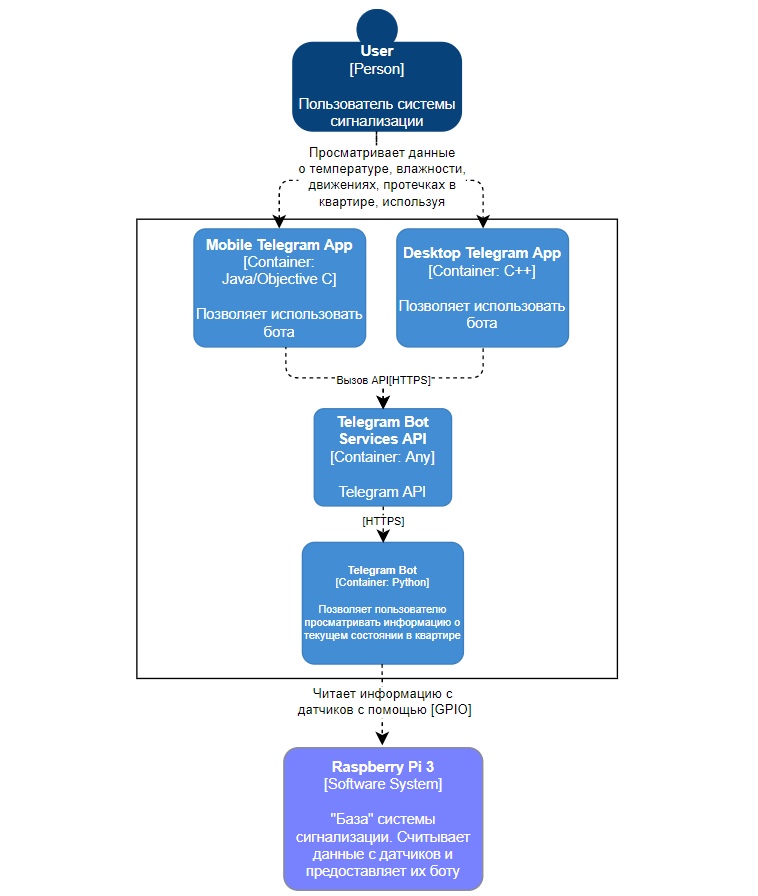 User
[Person]
Пользователь системы
сигнализации
Просматривает данные
о температуре, влажности,
движениях, протечках в
квартире, используя
Mobile Telegram App
[Container:
Java/Objective C]
Позволяет использовать
бота
Desktop Telegram App
[Container: C++]
Позволяет использовать
бота
Вызов API[HTTPS]
Telegram Bot
Services API
[Container: Any]
Telegram API
[HTTPS]
Telegram Bot
[Container: Python]
Позволяет пользователю
просматривать информацию о
текущем состоянии в квартире
Читает информацию с
датчиков с помощью [GPIO]
Raspberry Pi 3
[Software System]
"База" системы
сигнализации. Считывает
данные с датчиков и
предоставляет их боту